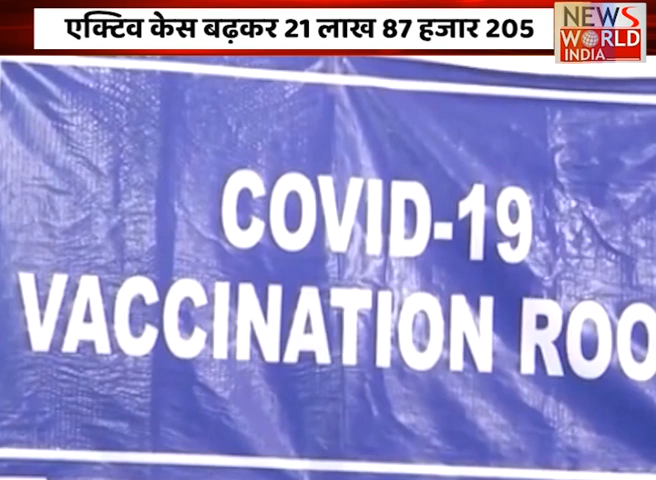 एक्टिव केस बढ़कर 21 लाख 87 हजार 205
NEWS
WORLD
INDIA
COVID-19
VACCINATION ROO